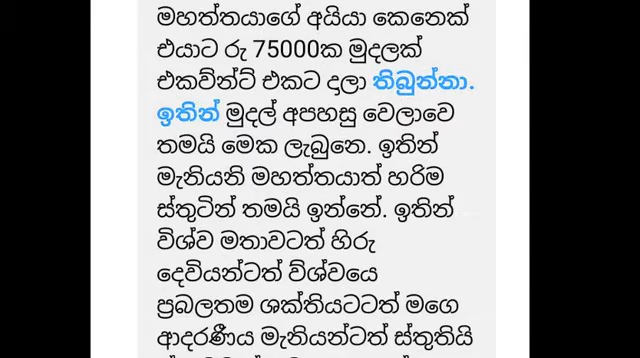 මහත්තයාගේ අයියා කෙනෙක්
එයාට රු 75000ක මුදලක්
එකව්න්ට් එකට දාලා තිබුන්නා.
ඉතින් මුදල් අපහසු වෙලාවෙ
තමයි මෙක ලැබුනෙ. ඉතින්
මැනියනි මහත්තයාත් හරිම
ස්තුටින් තමයි ඉන්නේ. ඉතින්
විශ්ව මතාවටත් හිරු
දෙවියන්ටත් විශ්වයෙ
ප්‍රබලතම ශක්තියටටත් මගෙ
ආදරණීය මැනියන්ටත් ස්තුතියි